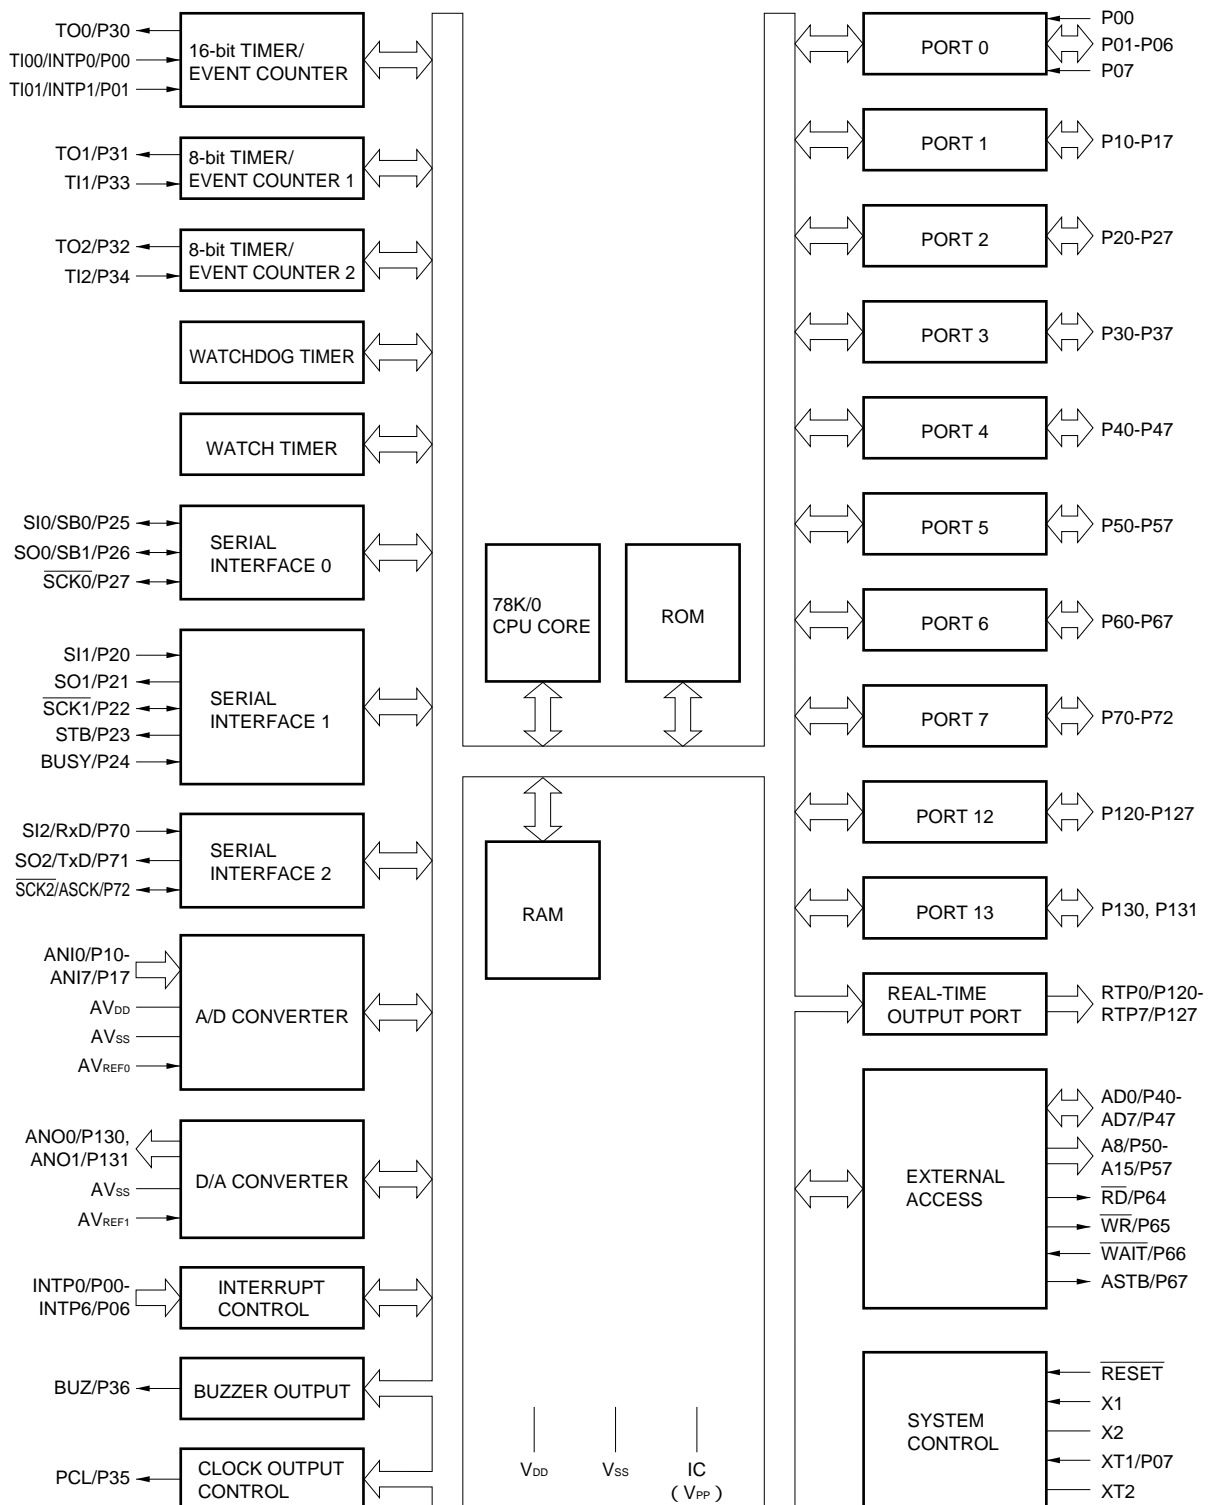 TO0/P30
TI00/INTP0/P00
TI01/INTP1/P01
16-bit TIMER/
EVENT COUNTER
TO1/P31
TI1/P33
8-bit TIMER/
EVENT COUNTER 1
TO2/P32
TI2/P34
8-bit TIMER/
EVENT COUNTER 2
WATCHDOG TIMER
WATCH TIMER
SI0/SB0/P25
SO0/SB1/P26
SCK0/P27
SERIAL
INTERFACE 0
SI1/P20
SO1/P21
SCK1/P22
STB/P23
BUSY/P24
SERIAL
INTERFACE 1
SI2/RxD/P70
SO2/TxD/P71
SCK2/ASCK/P72
SERIAL
INTERFACE 2
ANI0/P10-
ANI7/P17
AVDD
AVSS
AVREF0
A/D CONVERTER
ANO0/P130,
ANO1/P131
AVSS
AVREF1
D/A CONVERTER
INTP0/P00-
INTP6/P06
INTERRUPT
CONTROL
BUZ/P36
BUZZER OUTPUT
PCL/P35
CLOCK OUTPUT
CONTROL
78K/0
CPU CORE
ROM
RAM
VDD
VSS
IC
( VPP )
PORT 0
P00
P01-P06
P07
PORT 1
P10-P17
PORT 2
P20-P27
PORT 3
P30-P37
PORT 4
P40-P47
PORT 5
P50-P57
PORT 6
P60-P67
PORT 7
P70-P72
PORT 12
P120-P127
PORT 13
P130, P131
REAL-TIME
OUTPUT PORT
RTP0/P120-
RTP7/P127
EXTERNAL
ACCESS
AD0/P40-
AD7/P47
A8/P50-
A15/P57
RD/P64
WR/P65
WAIT/P66
ASTB/P67
SYSTEM
CONTROL
RESET
X1
X2
XT1/P07
XT2